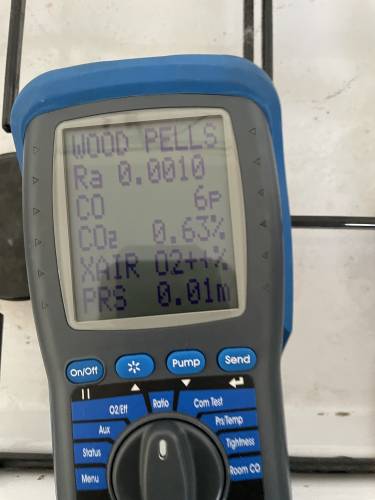 WOOD PELLS
Ra 0.0010
CO 6p
CO₂ 0.63%
XAIR O2++%
PRS 0.01m
On/Off Pump Send
O2/Eff Ratio Com Test
Aux Prs Temp
Status Tightness
Menu Room CO